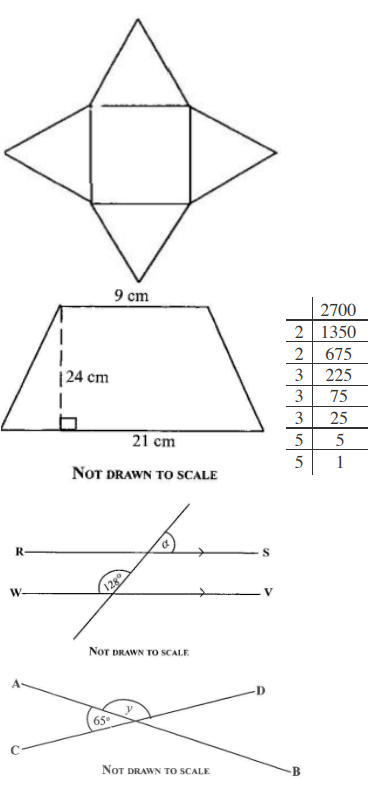 9 cm
24 cm
21 cm
NOT DRAWN TO SCALE
2700
2 1350
2 675
3 225
3 75
3 25
5 5
5 1
α
R S
128°
W V
NOT DRAWN TO SCALE
A D
y
65°
C
B
NOT DRAWN TO SCALE